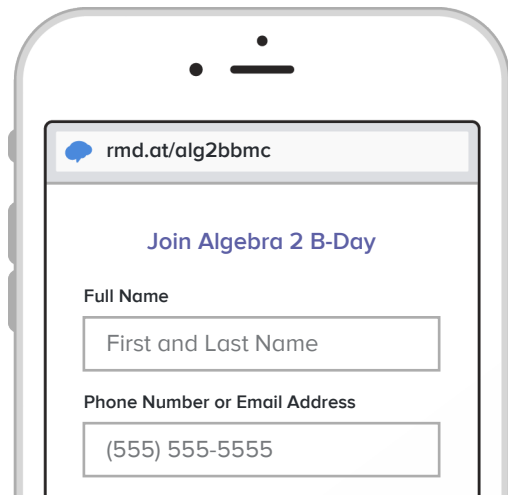 rmd.at/alg2bbmc
Join Algebra 2 B-Day
Full Name
First and Last Name
Phone Number or Email Address
(555) 555-5555